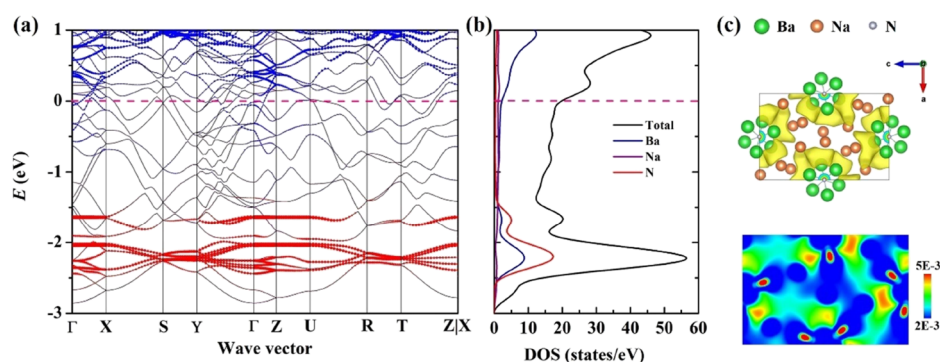 (a)
1
0
-1
-2
-3
E (eV)
Γ X S Y Γ Z U R T Z|X
Wave vector
(b)
Total
Ba
Na
N
0 10 20 30 40 50 60
DOS (states/eV)
(c)
Ba Na N
c
a
5E-3
2E-3